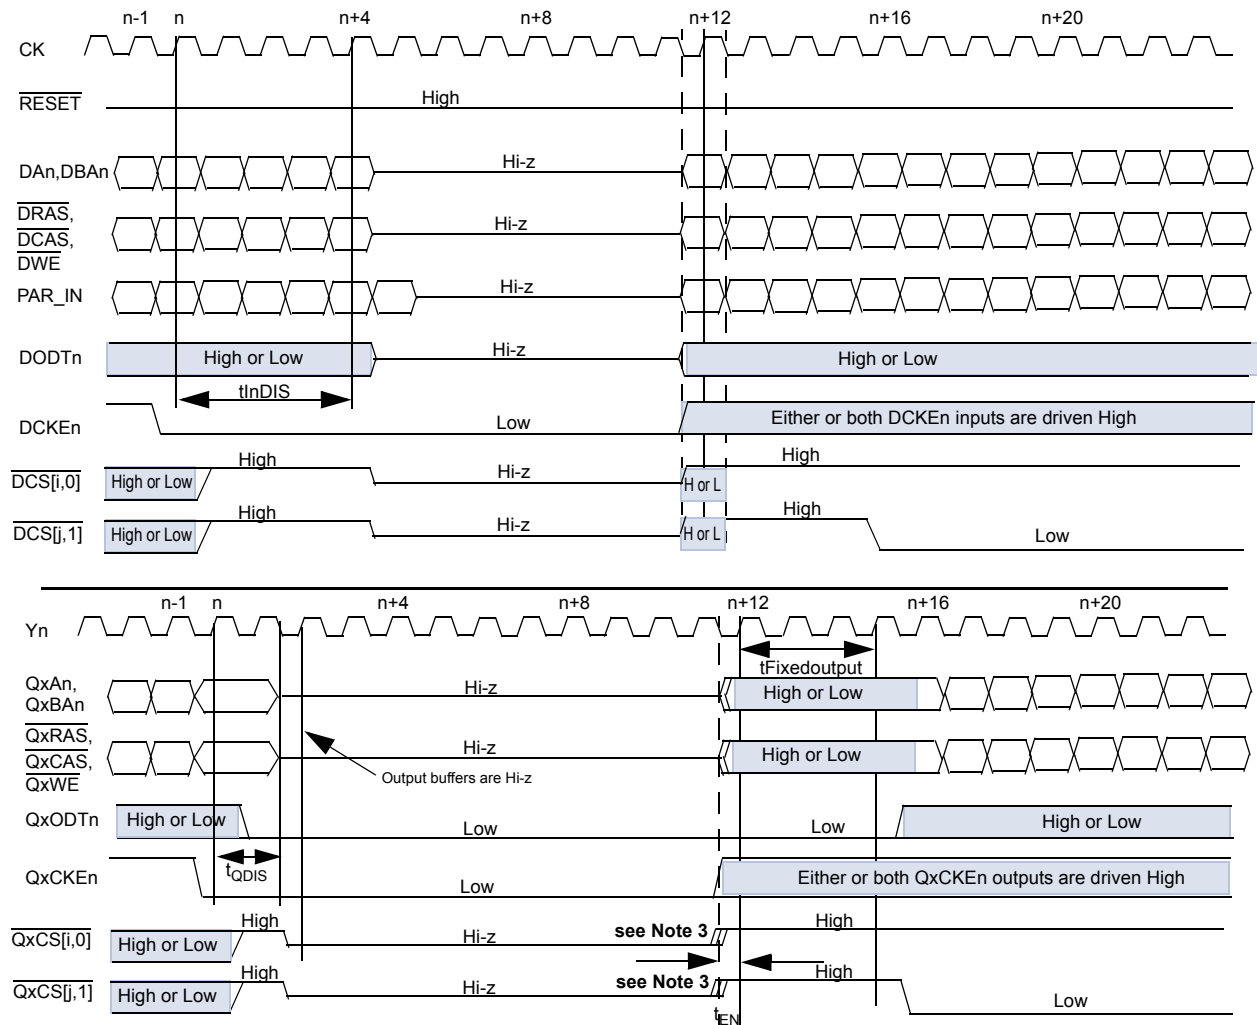 n-1 n n+4 n+8 n+12 n+16 n+20
CK
RESET High
DAn,DBAn Hi-z
DRAS,
DCAS, Hi-z
DWE
PAR_IN Hi-z
DODTn High or Low Hi-z High or Low
tInDIS
DCKEn Low Either or both DCKEn inputs are driven High
DCS[i,0] High or Low High Hi-z H or L High
DCS[j,1] High or Low High Hi-z H or L High Low
n-1 n n+4 n+8 n+12 n+16 n+20
Yn
tFixedoutput
QxAn,
QxBAn Hi-z High or Low
QxRAS,
QxCAS, Hi-z High or Low
QxWE Output buffers are Hi-z
QxODTn High or Low Low Low High or Low
tQDIS
QxCKEn Low Either or both QxCKEn outputs are driven High
QxCS[i,0] High or Low High Hi-z see Note 3 High
QxCS[j,1] High or Low High Hi-z see Note 3 High Low
tEN